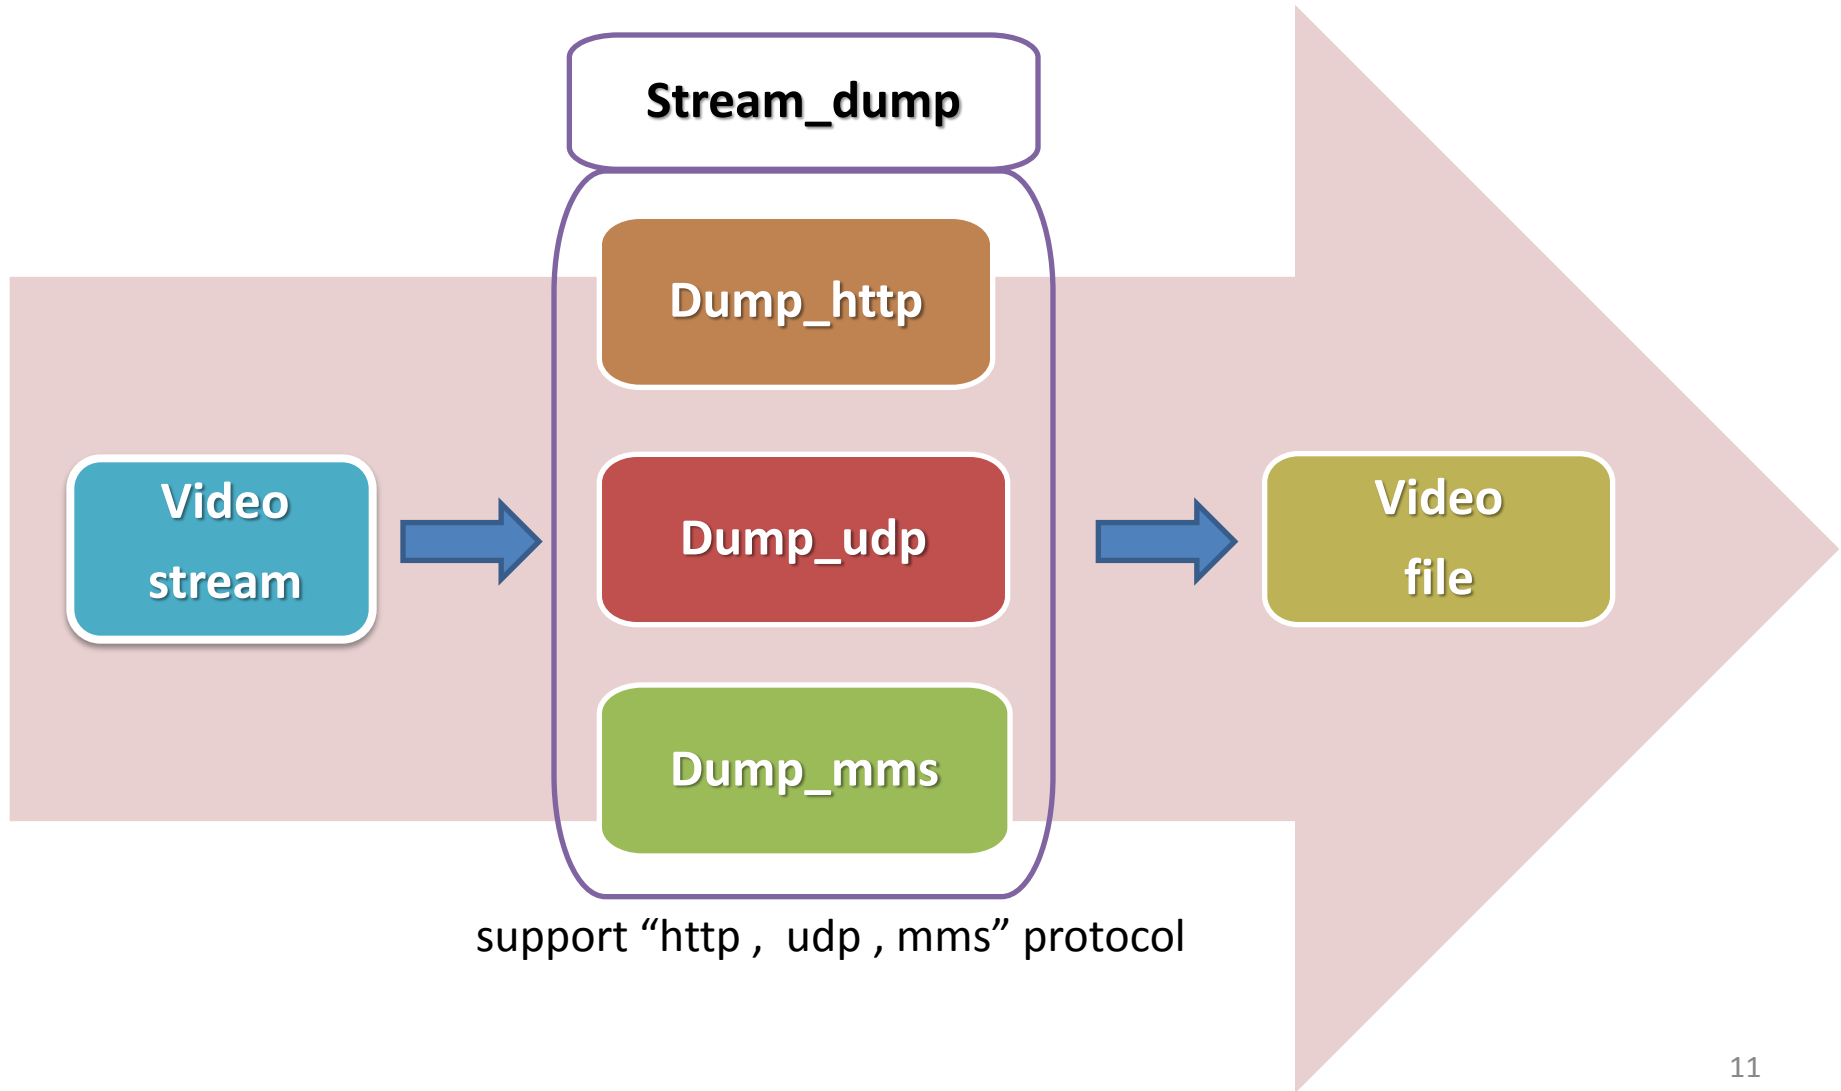 Stream_dump
Dump_http
Video
stream
Dump_udp
Video
file
Dump_mms
support “http ,  udp , mms” protocol
11